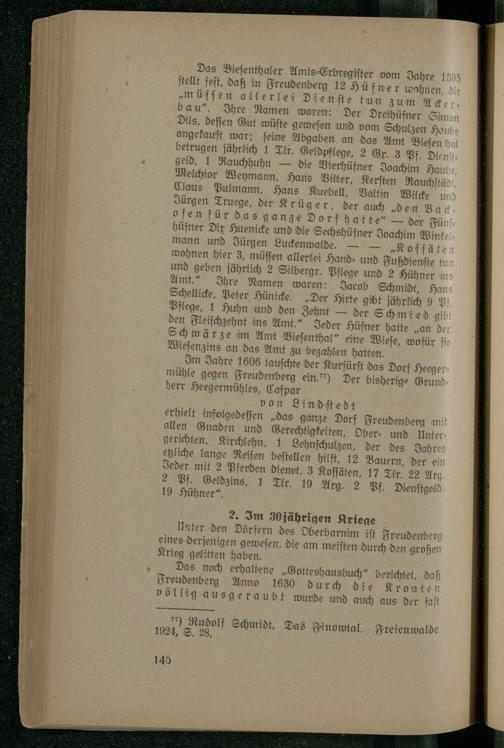 Das Biesenthaler Amts-Erbregister vom Jahre 1595
stellt fest, daß in Freudenberg 12 Hüfner wohnen, die
„müssen allerlei Dienste tun zum Acker-
bau“. Ihre Namen waren: Der Dreihüfner Simon
Dils, dessen Gut wüste gewesen und vom Schulzen Haube
angekauft war; seine Abgaben an das Amt Biesenthal
betrugen jährlich 1 Tlr. Geldpflege, 2 Gr. 3 Pf. Dienst-
geld, 1 Rauchhuhn — die Vierhüfner Joachim Haube,
Melchior Weymann, Hans Bilter, Kersten Rauchstädt,
Claus Pulmann, Hans Kuebell, Valtin Wilcke und
Jürgen Truege, der Krüger, der auch „den Back-
ofen für das ganze Dorf hatte“ — der Fünf-
hüfner Dix Huenicke und die Sechshüfner Joachim Winkel-
mann und Jürgen Luckenwalde. — — „Kossäten
wohnen hier 3, müssen allerlei Hand- und Fußdienste tun
und geben jährlich 2 Silbergr. Pflege und 2 Hühner ins
Amt.“ Ihre Namen waren: Jacob Schmidt, Hans
Schellicke, Peter Hünicke. „Der Hirte gibt jährlich 9 Pf.
Pflege, 1 Huhn und den Zehnt — der Schmied gibt
den Fleischzehnt ins Amt.“ Jeder Hüfner hatte „an der
Schwärze im Amt Biesenthal“ eine Wiese, wofür sie
Wiesenzins an das Amt zu bezahlen hatten.
Im Jahre 1606 tauschte der Kurfürst das Dorf Heeger-
mühle gegen Freudenberg ein.⁷⁷) Der bisherige Grund-
herr Heegermühles, Caspar
von Lindstedt
erhielt infolgedessen „das ganze Dorf Freudenberg mit
allen Gnaden und Gerechtigkeiten, Ober- und Unter-
gerichten, Kirchlehn, 1 Lehnschulzen, der des Jahres
etzliche lange Reisen bestellen hilft, 12 Bauern, der ein
Jeder mit 2 Pferden dienet, 3 Kossäten, 17 Tlr. 22 Arg.
2 Pf. Geldzins, 1 Tlr. 19 Arg. 2 Pf. Dienstgeld,
19 Hühner“.
2. Im 30jährigen Kriege
Unter den Dörfern des Oberbarnim ist Freudenberg
eines derjenigen gewesen, die am meisten durch den großen
Krieg gelitten haben.
Das noch erhaltene „Gotteshausbuch“ berichtet, daß
Freudenberg Anno 1630 durch die Kroaten
völlig ausgeraubt wurde und auch aus der fast
⁷⁷) Rudolf Schmidt, Das Finowtal. Freienwalde
1924, S. 28.
146